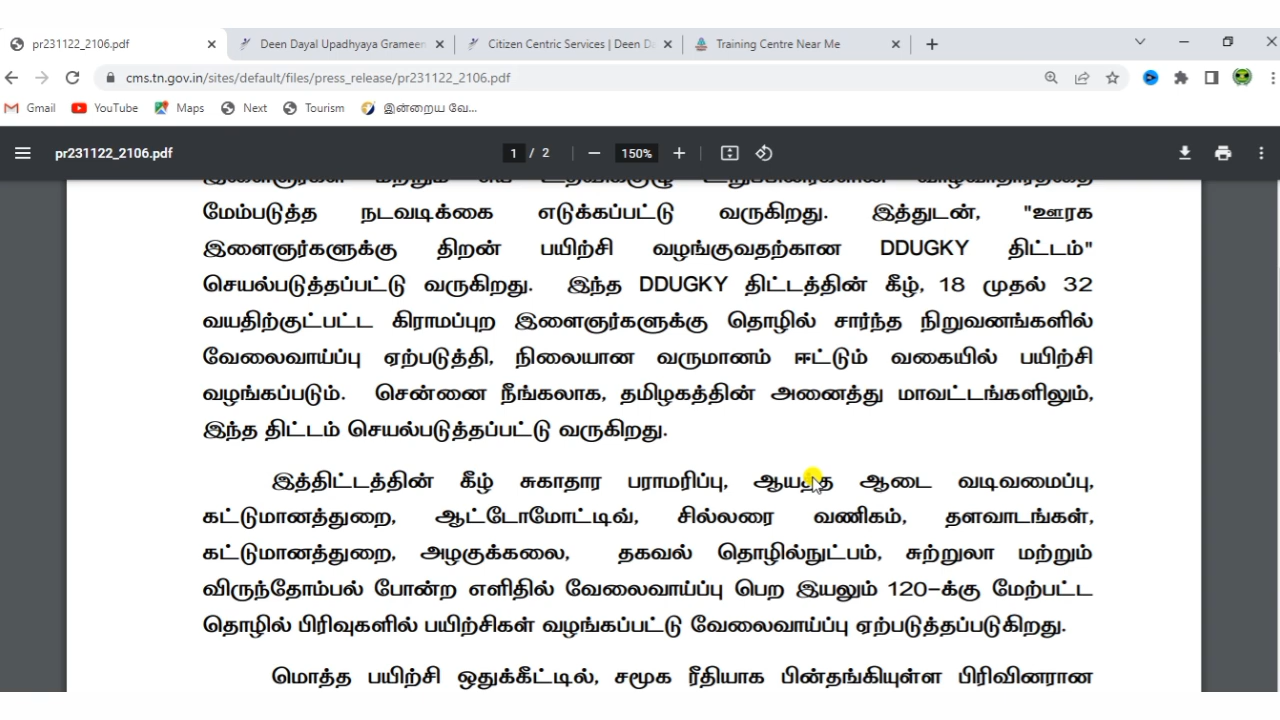 pr231122_2106.pdf
Deen Dayal Upadhyaya Grameen
Citizen Centric Services | Deen Da
Training Centre Near Me
cms.tn.gov.in/sites/default/files/press_release/pr231122_2106.pdf
Gmail YouTube Maps Next Tourism இன்றைய வே...
pr231122_2106.pdf 1 / 2 150%
மேம்படுத்த நடவடிக்கை எடுக்கப்பட்டு வருகிறது. இத்துடன், "ஊரக
இளைஞர்களுக்கு திறன் பயிற்சி வழங்குவதற்கான DDUGKY திட்டம்"
செயல்படுத்தப்பட்டு வருகிறது. இந்த DDUGKY திட்டத்தின் கீழ், 18 முதல் 32
வயதிற்குட்பட்ட கிராமப்புற இளைஞர்களுக்கு தொழில் சார்ந்த நிறுவனங்களில்
வேலைவாய்ப்பு ஏற்படுத்தி, நிலையான வருமானம் ஈட்டும் வகையில் பயிற்சி
வழங்கப்படும். சென்னை நீங்கலாக, தமிழகத்தின் அனைத்து மாவட்டங்களிலும்,
இந்த திட்டம் செயல்படுத்தப்பட்டு வருகிறது.
இத்திட்டத்தின் கீழ் சுகாதார பராமரிப்பு, ஆயத்த ஆடை வடிவமைப்பு,
கட்டுமானத்துறை, ஆட்டோமோட்டிவ், சில்லரை வணிகம், தளவாடங்கள்,
கட்டுமானத்துறை, அழகுக்கலை, தகவல் தொழில்நுட்பம், சுற்றுலா மற்றும்
விருந்தோம்பல் போன்ற எளிதில் வேலைவாய்ப்பு பெற இயலும் 120-க்கு மேற்பட்ட
தொழில் பிரிவுகளில் பயிற்சிகள் வழங்கப்பட்டு வேலைவாய்ப்பு ஏற்படுத்தப்படுகிறது.
மொத்த பயிற்சி ஒதுக்கீட்டில், சமூக ரீதியாக பின்தங்கியுள்ள பிரிவினரான